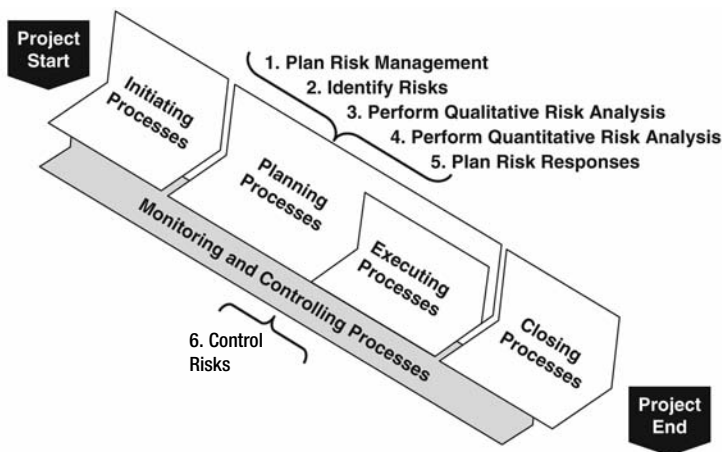 Project
Start
1. Plan Risk Management
2. Identify Risks
3. Perform Qualitative Risk Analysis
4. Perform Quantitative Risk Analysis
5. Plan Risk Responses
Initiating
Processes
Planning
Processes
Executing
Processes
Monitoring and Controlling Processes
6. Control
Risks
Closing
Processes
Project
End